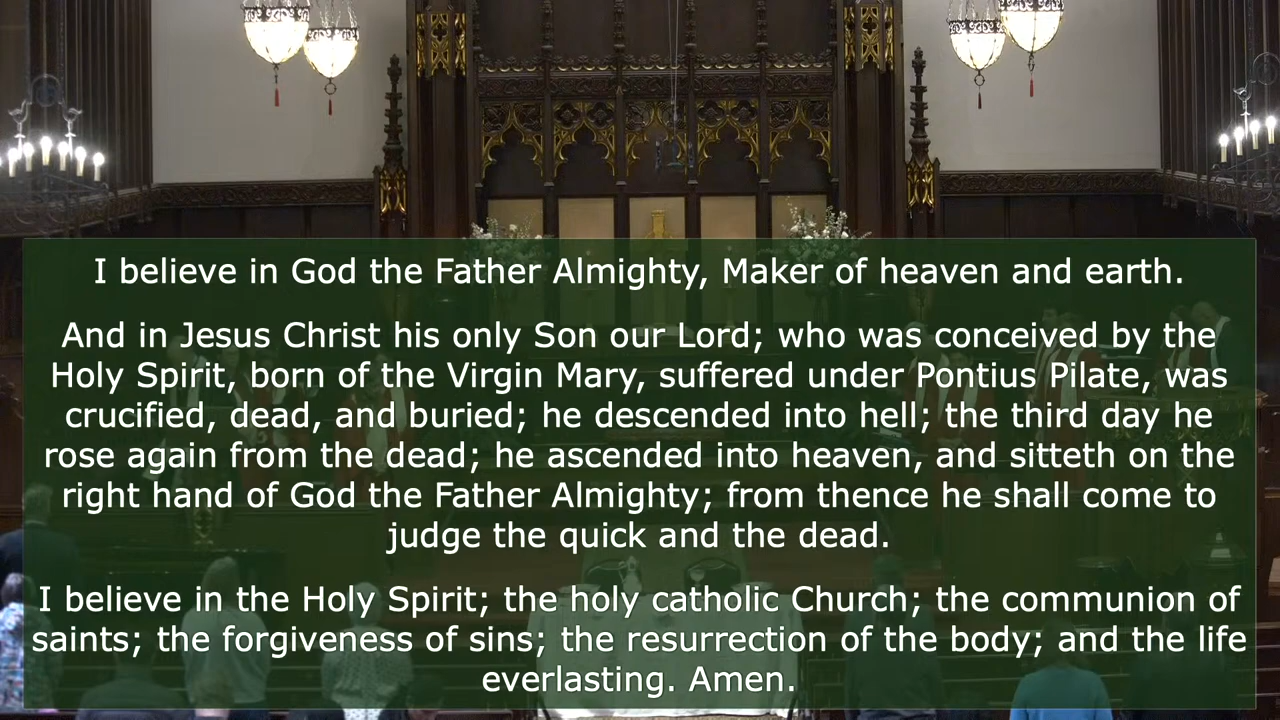 I believe in God the Father Almighty, Maker of heaven and earth.
And in Jesus Christ his only Son our Lord; who was conceived by the
Holy Spirit, born of the Virgin Mary, suffered under Pontius Pilate, was
crucified, dead, and buried; he descended into hell; the third day he
rose again from the dead; he ascended into heaven, and sitteth on the
right hand of God the Father Almighty; from thence he shall come to
judge the quick and the dead.
I believe in the Holy Spirit; the holy catholic Church; the communion of
saints; the forgiveness of sins; the resurrection of the body; and the life
everlasting. Amen.